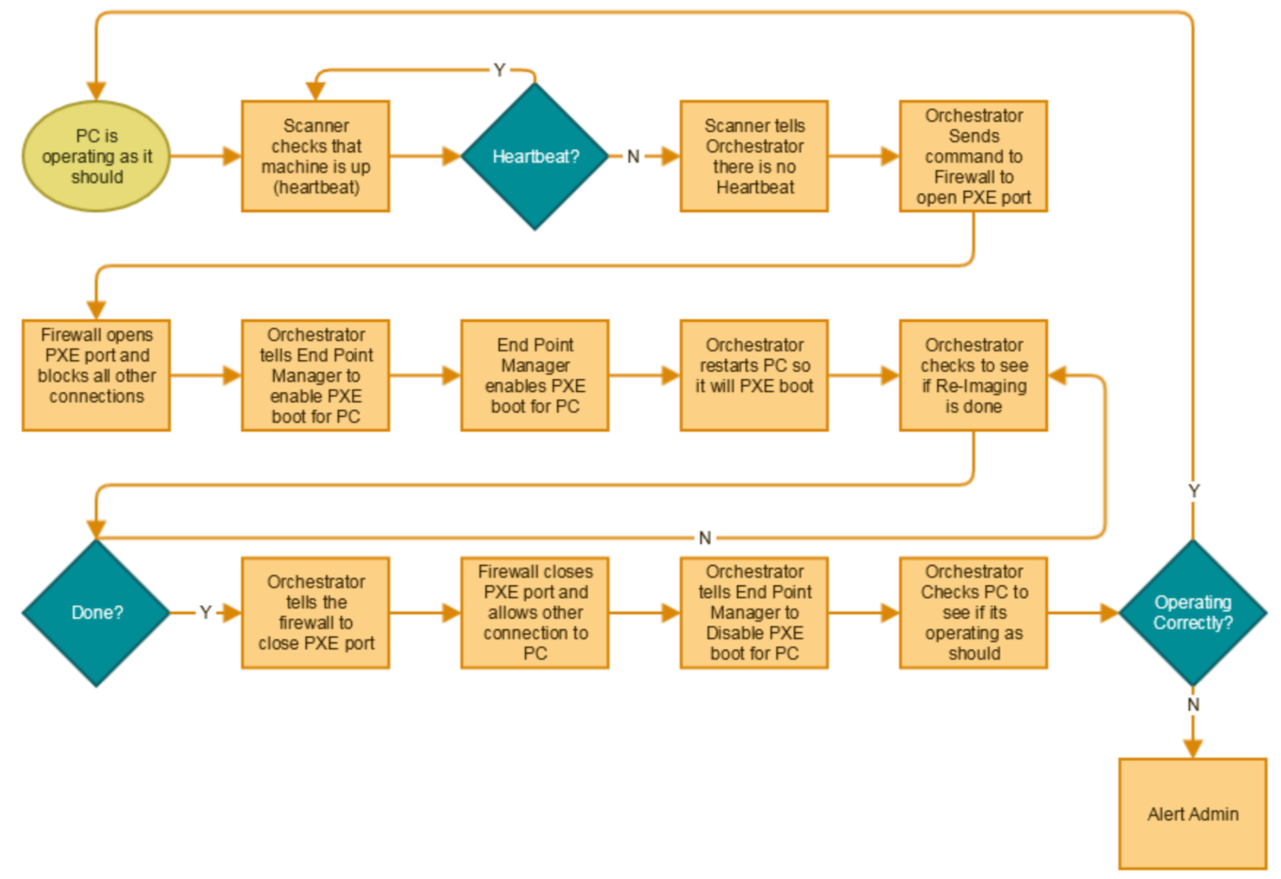 Y
PC is
operating as it
should
Scanner
checks that
machine is up
(heartbeat)
Heartbeat?
N
Scanner tells
Orchestrator
there is no
Heartbeat
Orchestrator
Sends
command to
Firewall to
open PXE port
Firewall opens
PXE port and
blocks all other
connections
Orchestrator
tells End Point
Manager to
enable PXE
boot for PC
End Point
Manager
enables PXE
boot for PC
Orchestrator
restarts PC so
it will PXE boot
Orchestrator
checks to see
if Re-Imaging
is done
Y
N
Done?
Y
Orchestrator
tells the
firewall to
close PXE port
Firewall closes
PXE port and
allows other
connection to
PC
Orchestrator
tells End Point
Manager to
Disable PXE
boot for PC
Orchestrator
Checks PC to
see if its
operating as
should
Operating
Correctly?
N
Alert Admin